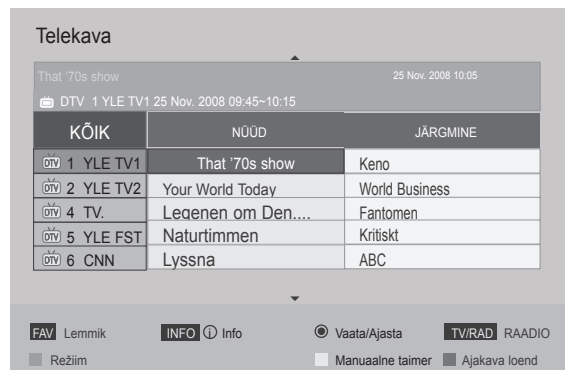 Telekava
That '70s show 25 Nov. 2008 10:05
DTV 1 YLE TV1 25 Nov. 2008 09:45~10:15
KÕIK NÜÜD JÄRGMINE
DTV 1 YLE TV1 That '70s show Keno
DTV 2 YLE TV2 Your World Today World Business
DTV 4 TV. Legenen om Den.... Fantomen
DTV 5 YLE FST Naturtimmen Kritiskt
DTV 6 CNN Lyssna ABC
FAV Lemmik INFO i Info Vaata/Ajasta TV/RAD RAADIO
Režiim Manuaalne taimer Ajakava loend